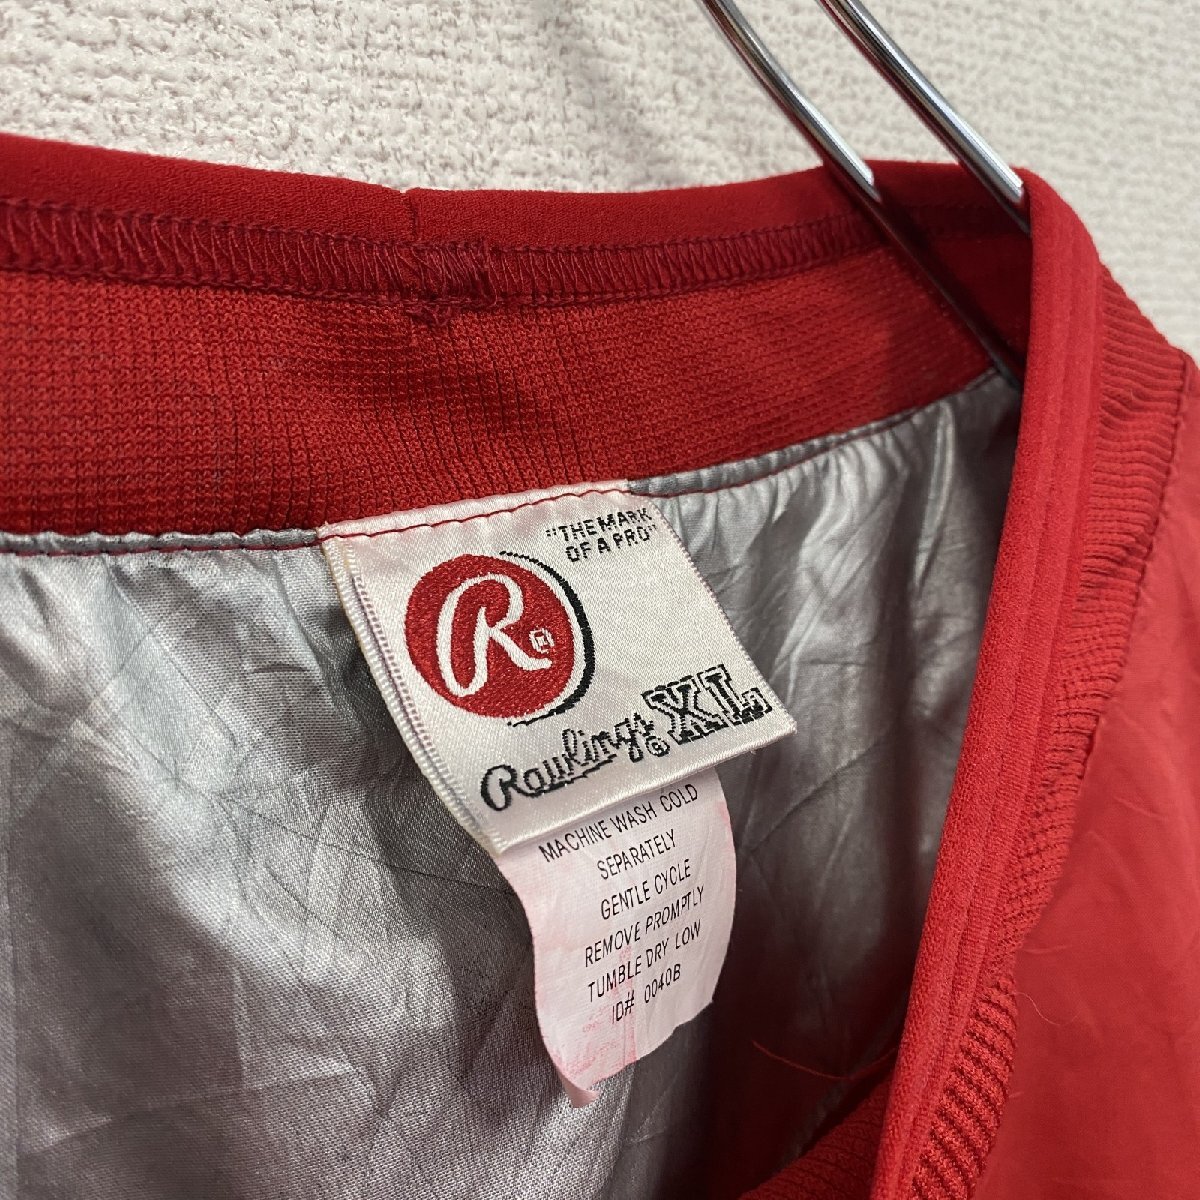 "THE MARK
OF A PRO"
R®
Rawlings® XL
MACHINE WASH COLD
SEPARATELY
GENTLE CYCLE
REMOVE PROMPTLY
TUMBLE DRY LOW
ID# 0040B